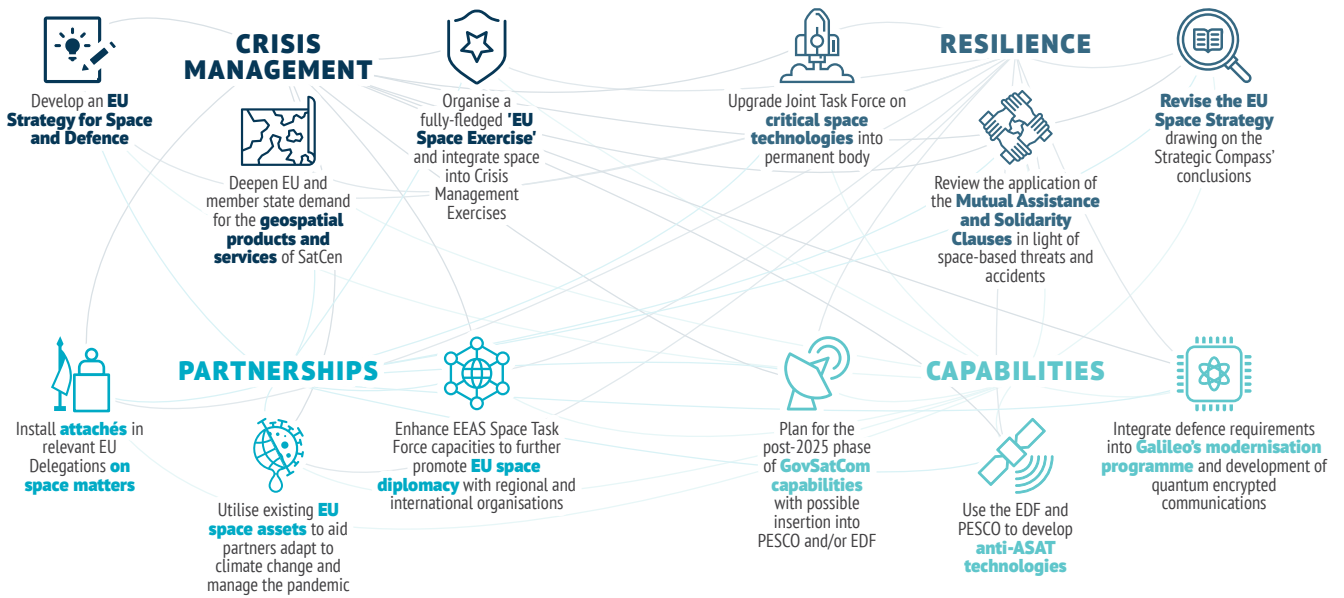 CRISIS
MANAGEMENT
Develop an EU
Strategy for Space
and Defence
Deepen EU and
member state demand
for the geospatial
products and
services of SatCen
Organise a
fully-fledged 'EU
Space Exercise'
and integrate space
into Crisis
Management
Exercises
RESILIENCE
Upgrade Joint Task Force on
critical space
technologies into
permanent body
Review the application of
the Mutual Assistance
and Solidarity
Clauses in light of
space-based threats and
accidents
Revise the EU
Space Strategy
drawing on the
Strategic Compass’
conclusions
PARTNERSHIPS
Install attachés in
relevant EU
Delegations on
space matters
Utilise existing EU
space assets to aid
partners adapt to
climate change and
manage the pandemic
Enhance EEAS Space Task
Force capacities to further
promote EU space
diplomacy with regional and
international organisations
CAPABILITIES
Plan for the
post-2025 phase
of GovSatCom
capabilities
with possible
insertion into
PESCO and/or EDF
Use the EDF and
PESCO to develop
anti-ASAT
technologies
Integrate defence requirements
into Galileo’s modernisation
programme and development of
quantum encrypted
communications